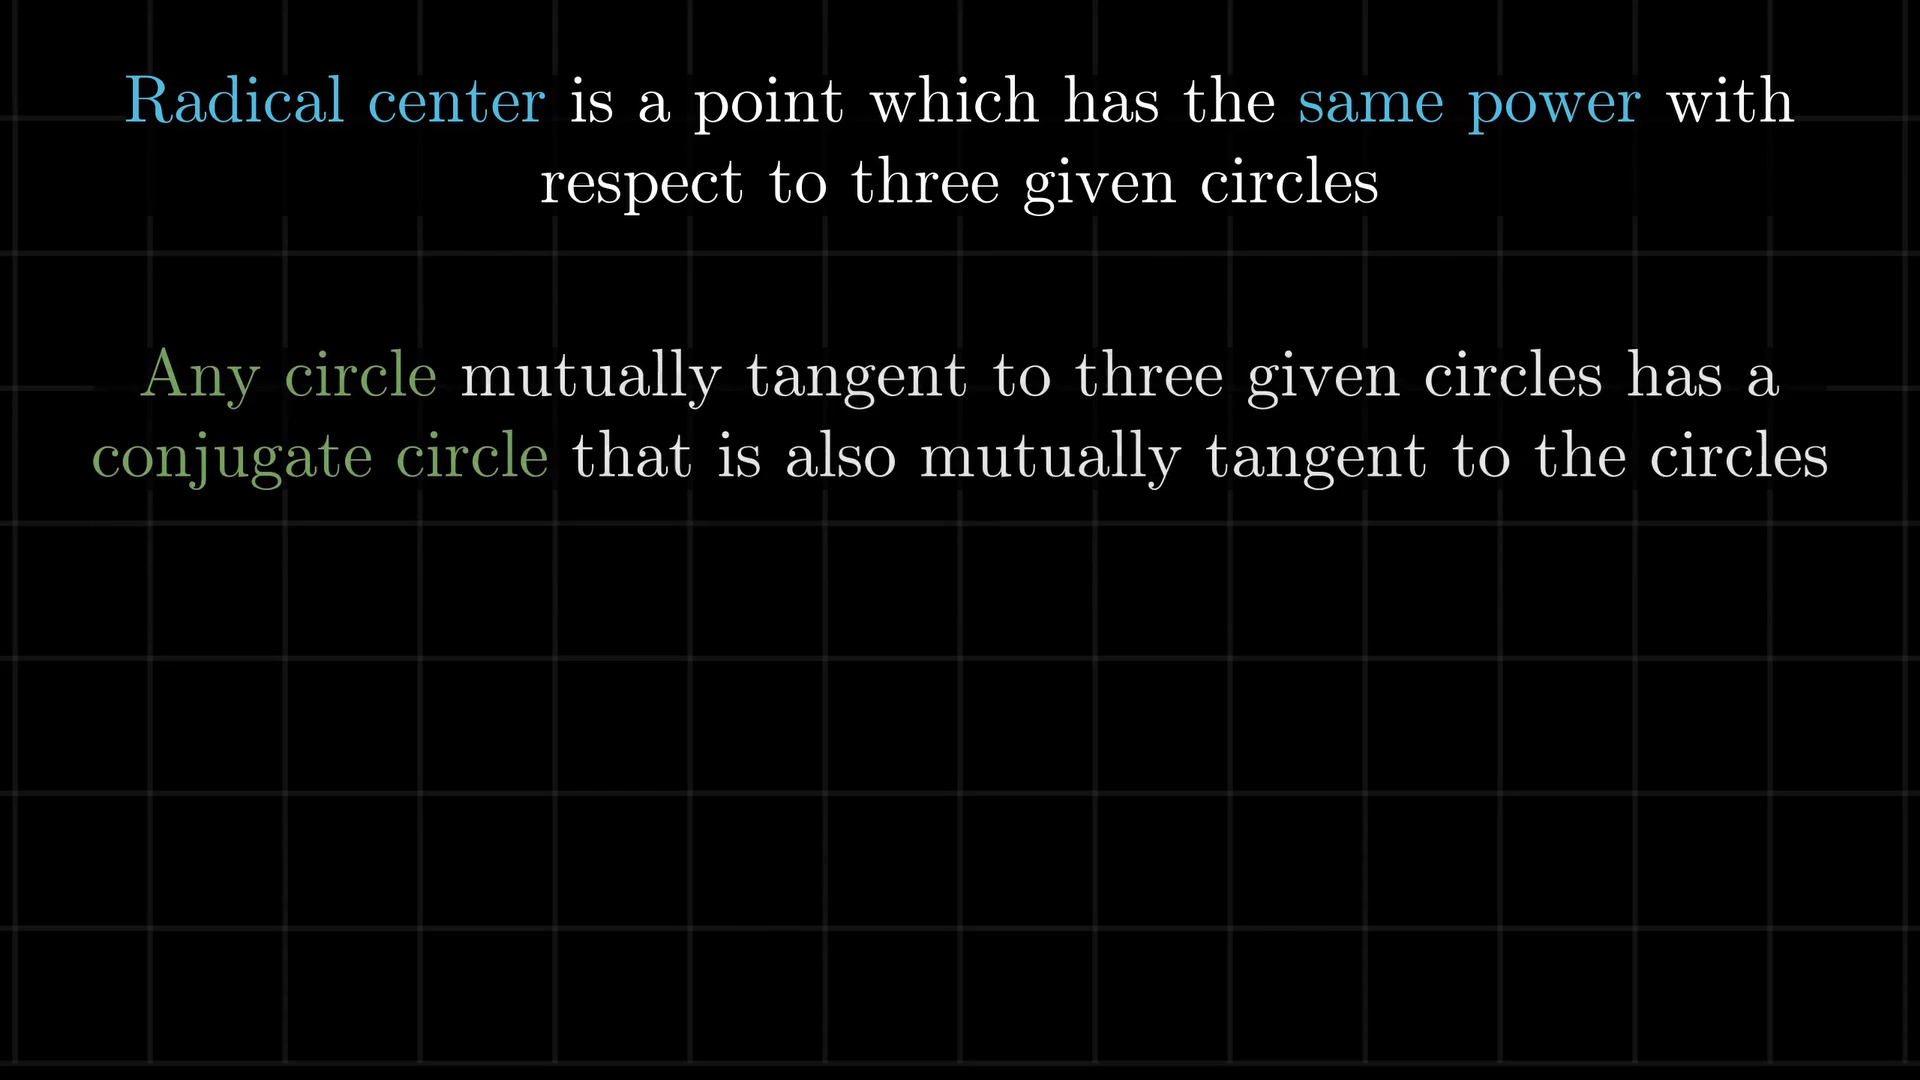 Radical center is a point which has the same power with
respect to three given circles
Any circle mutually tangent to three given circles has a
conjugate circle that is also mutually tangent to the circles